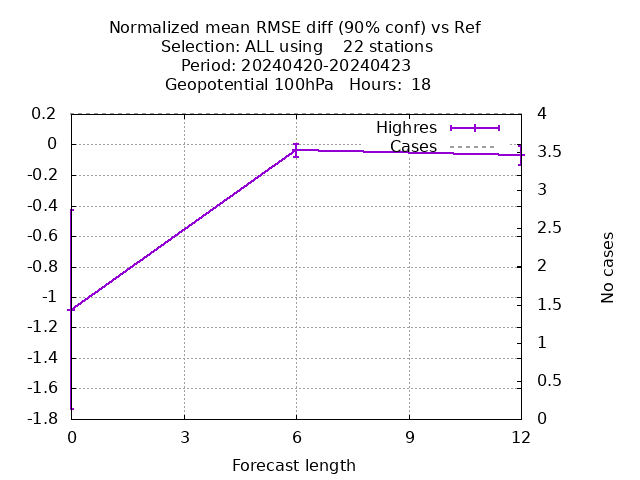 Normalized mean RMSE diff (90% conf) vs Ref
Selection: ALL using    22 stations
Period: 20240420-20240423
Geopotential 100hPa   Hours:  18
Highres
Cases
0.2
0
-0.2
-0.4
-0.6
-0.8
-1
-1.2
-1.4
-1.6
-1.8
4
3.5
3
2.5
2
1.5
1
0.5
0
No cases
0 3 6 9 12
Forecast length